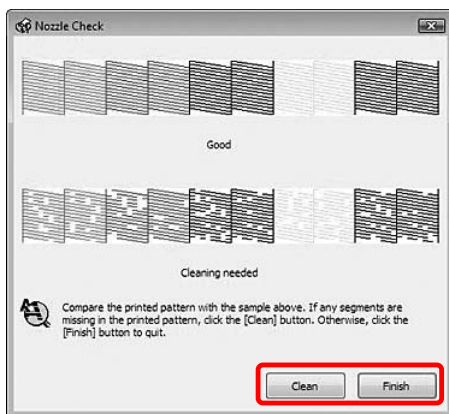 Nozzle Check
Good
Cleaning needed
Compare the printed pattern with the sample above. If any segments are
missing in the printed pattern, click the [Clean] button. Otherwise, click the
[Finish] button to quit.
Clean Finish